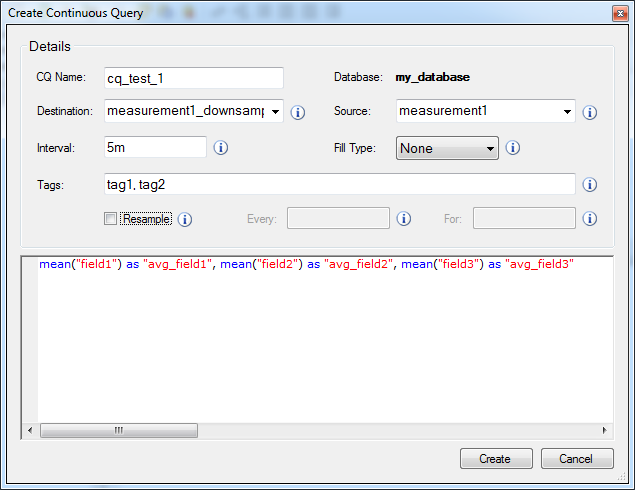 Create Continuous Query
Details
CQ Name: cq_test_1 Database: my_database
Destination: measurement1_downsamp Source: measurement1
Interval: 5m Fill Type: None
Tags: tag1, tag2
Resample Every: For:
mean("field1") as "avg_field1", mean("field2") as "avg_field2", mean("field3") as "avg_field3"
Create Cancel